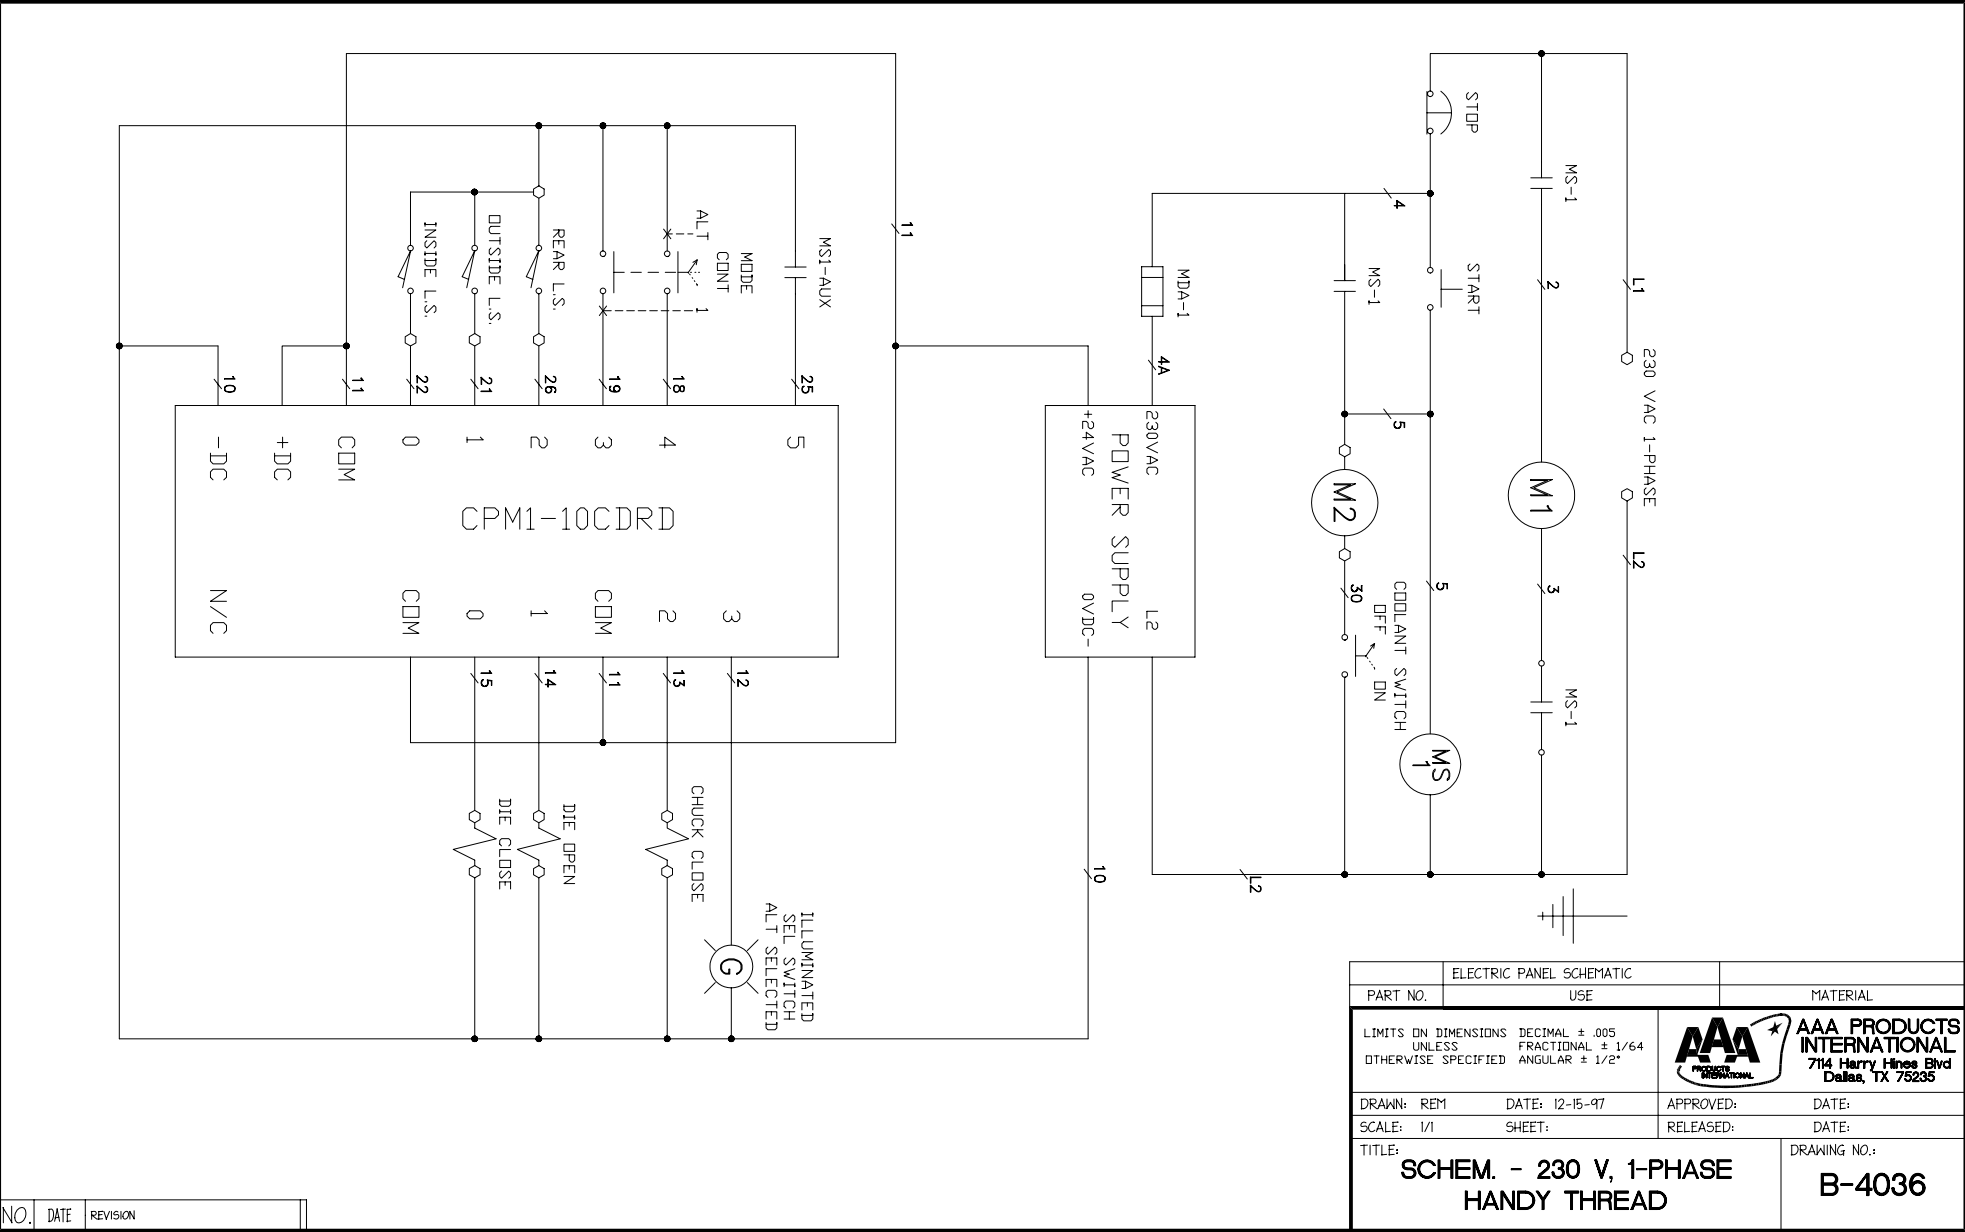 STOP
START
MS-1
MS-1
MS-1
L1
230 VAC 1-PHASE
L2
2
M1
3
4
5
5
MDA-1
4A
M2
30
COOLANT SWITCH
OFF
ON
MS
1
L2
230VAC
L2
POWER SUPPLY
+24VAC
0VDC-
10
11
MS1-AUX
MODE
ALT CONT
1
REAR L.S.
OUTSIDE L.S.
INSIDE L.S.
10
11
22
21
26
19
18
25
-DC
+DC
COM
0
1
2
3
4
5
CPM1-10CDRD
N/C
COM
0
1
COM
2
3
15
14
11
13
12
DIE CLOSE
DIE OPEN
CHUCK CLOSE
ILLUMINATED
SEL SWITCH
ALT SELECTED
G
ELECTRIC PANEL SCHEMATIC
PART NO. USE MATERIAL
LIMITS ON DIMENSIONS DECIMAL ± .005
UNLESS FRACTIONAL ± 1/64
OTHERWISE SPECIFIED ANGULAR ± 1/2°
AAA
PRODUCTS
INTERNATIONAL
AAA PRODUCTS
INTERNATIONAL
7114 Harry Hines Blvd
Dallas, TX 75235
DRAWN: REM DATE: 12-15-97 APPROVED: DATE:
SCALE: 1/1 SHEET: RELEASED: DATE:
TITLE:
SCHEM. - 230 V, 1-PHASE
HANDY THREAD
DRAWING NO.:
B-4036
NO. DATE REVISION